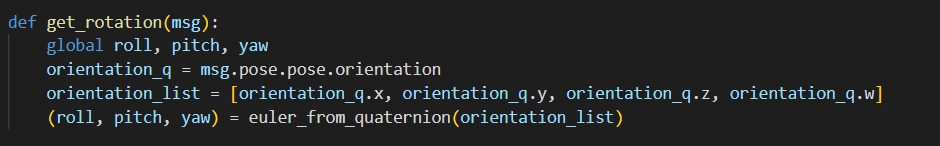 def get_rotation(msg):
    global roll, pitch, yaw
    orientation_q = msg.pose.pose.orientation
    orientation_list = [orientation_q.x, orientation_q.y, orientation_q.z, orientation_q.w]
    (roll, pitch, yaw) = euler_from_quaternion(orientation_list)